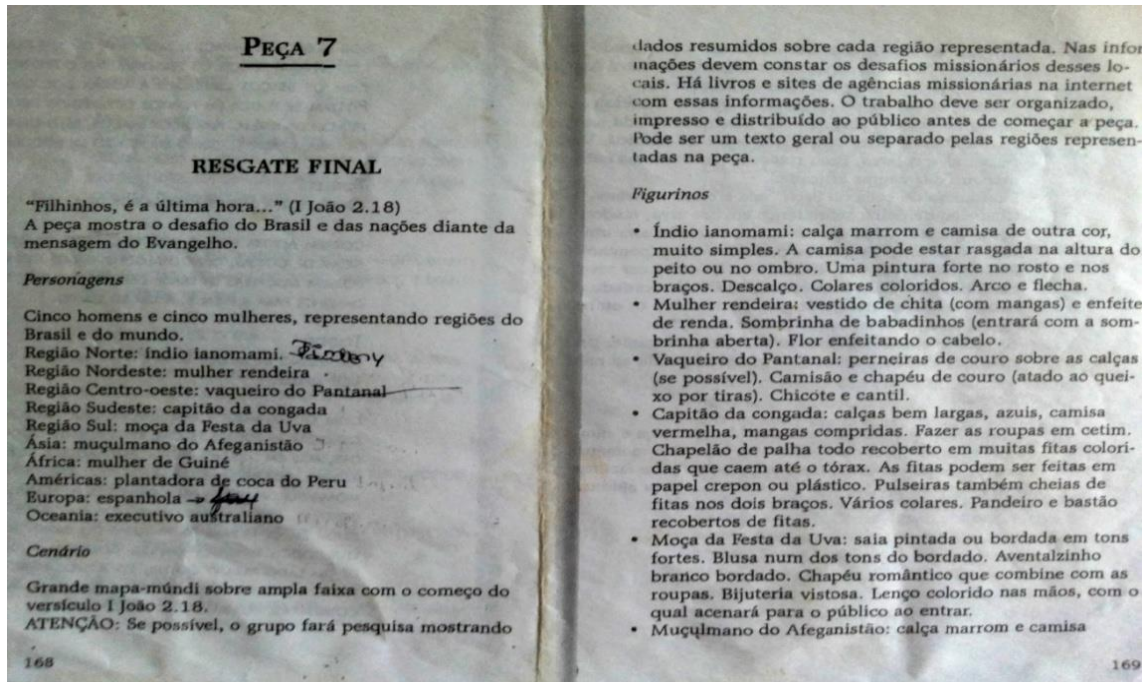 PEÇA 7
RESGATE FINAL
“Filhinhos, é a última hora...” (I João 2.18)
A peça mostra o desafio do Brasil e das nações diante da
mensagem do Evangelho.
Personagens
Cinco homens e cinco mulheres, representando regiões do
Brasil e do mundo.
Região Norte: índio ianomami.
Região Nordeste: mulher rendeira
Região Centro-oeste: vaqueiro do Pantanal
Região Sudeste: capitão da congada
Região Sul: moça da Festa da Uva
Ásia: muçulmano do Afeganistão
África: mulher de Guiné
Américas: plantadora de coca do Peru
Europa: espanhola
Oceania: executivo australiano
Cenário
Grande mapa-múndi sobre ampla faixa com o começo do
versículo I João 2.18.
ATENÇÃO: Se possível, o grupo fará pesquisa mostrando
168
dados resumidos sobre cada região representada. Nas infor
mações devem constar os desafios missionários desses lo-
cais. Há livros e sites de agências missionárias na internet
com essas informações. O trabalho deve ser organizado,
impresso e distribuído ao público antes de começar a peça.
Pode ser um texto geral ou separado pelas regiões represen-
tadas na peça.
Figurinos
• Índio ianomami: calça marrom e camisa de outra cor,
muito simples. A camisa pode estar rasgada na altura do
peito ou no ombro. Uma pintura forte no rosto e nos
braços. Descalço. Colares coloridos. Arco e flecha.
• Mulher rendeira: vestido de chita (com mangas) e enfeite
de renda. Sombrinha de babadinhos (entrará com a som-
brinha aberta). Flor enfeitando o cabelo.
• Vaqueiro do Pantanal: perneiras de couro sobre as calças
(se possível). Camisão e chapéu de couro (atado ao quei-
xo por tiras). Chicote e cantil.
• Capitão da congada: calças bem largas, azuis, camisa
vermelha, mangas compridas. Fazer as roupas em cetim.
Chapelão de palha todo recoberto em muitas fitas colori-
das que caem até o tórax. As fitas podem ser feitas em
papel crepon ou plástico. Pulseiras também cheias de
fitas nos dois braços. Vários colares. Pandeiro e bastão
recobertos de fitas.
• Moça da Festa da Uva: saia pintada ou bordada em tons
fortes. Blusa num dos tons do bordado. Aventalzinho
branco bordado. Chapéu romântico que combine com as
roupas. Bijuteria vistosa. Lenço colorido nas mãos, com o
qual acenará para o público ao entrar.
• Muçulmano do Afeganistão: calça marrom e camisa
169